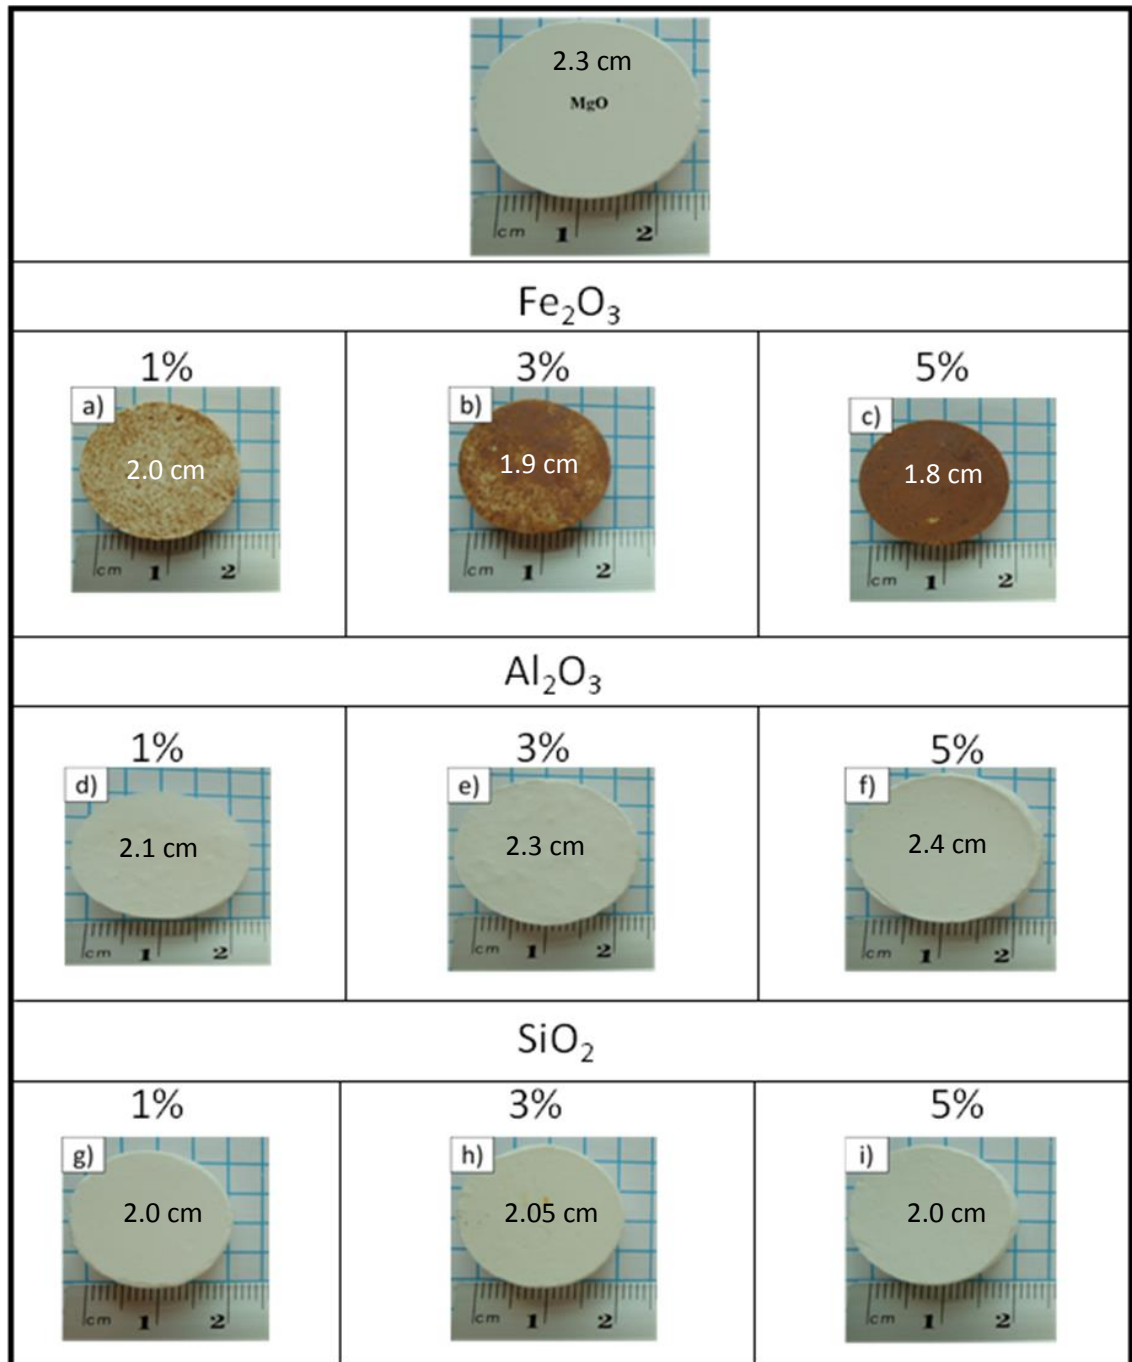 2.3 cm
MgO
cm 1 2
Fe₂O₃
1% 3% 5%
a) b) c)
2.0 cm 1.9 cm 1.8 cm
cm 1 2 cm 1 2 cm 1 2
Al₂O₃
1% 3% 5%
d) e) f)
2.1 cm 2.3 cm 2.4 cm
cm 1 2 cm 1 2 cm 1 2
SiO₂
1% 3% 5%
g) h) i)
2.0 cm 2.05 cm 2.0 cm
cm 1 2 cm 1 2 cm 1 2